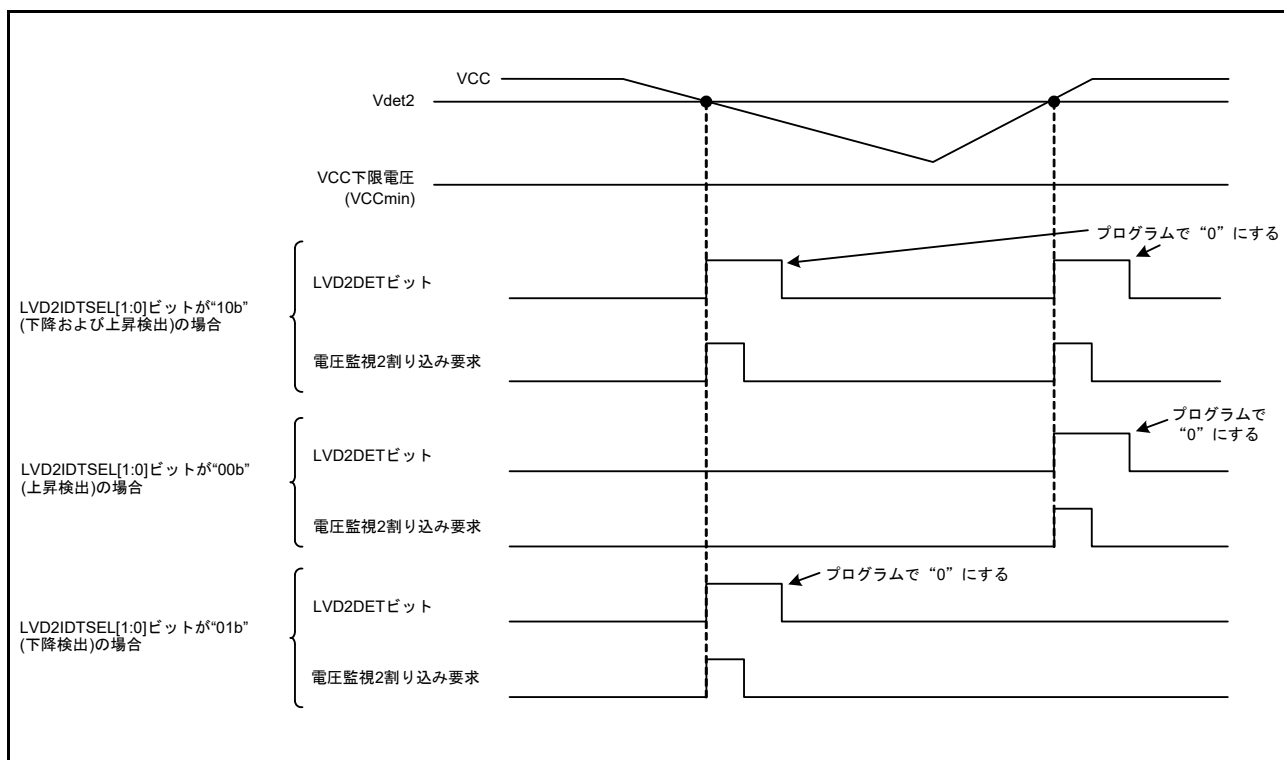 VCC
Vdet2
VCC下限電圧
(VCCmin)
プログラムで “0” にする
LVD2DETビット
LVD2IDTSEL[1:0]ビットが“10b”
(下降および上昇検出)の場合
電圧監視2割り込み要求
プログラムで
“0” にする
LVD2DETビット
LVD2IDTSEL[1:0]ビットが“00b”
(上昇検出)の場合
電圧監視2割り込み要求
プログラムで “0” にする
LVD2DETビット
LVD2IDTSEL[1:0]ビットが“01b”
(下降検出)の場合
電圧監視2割り込み要求